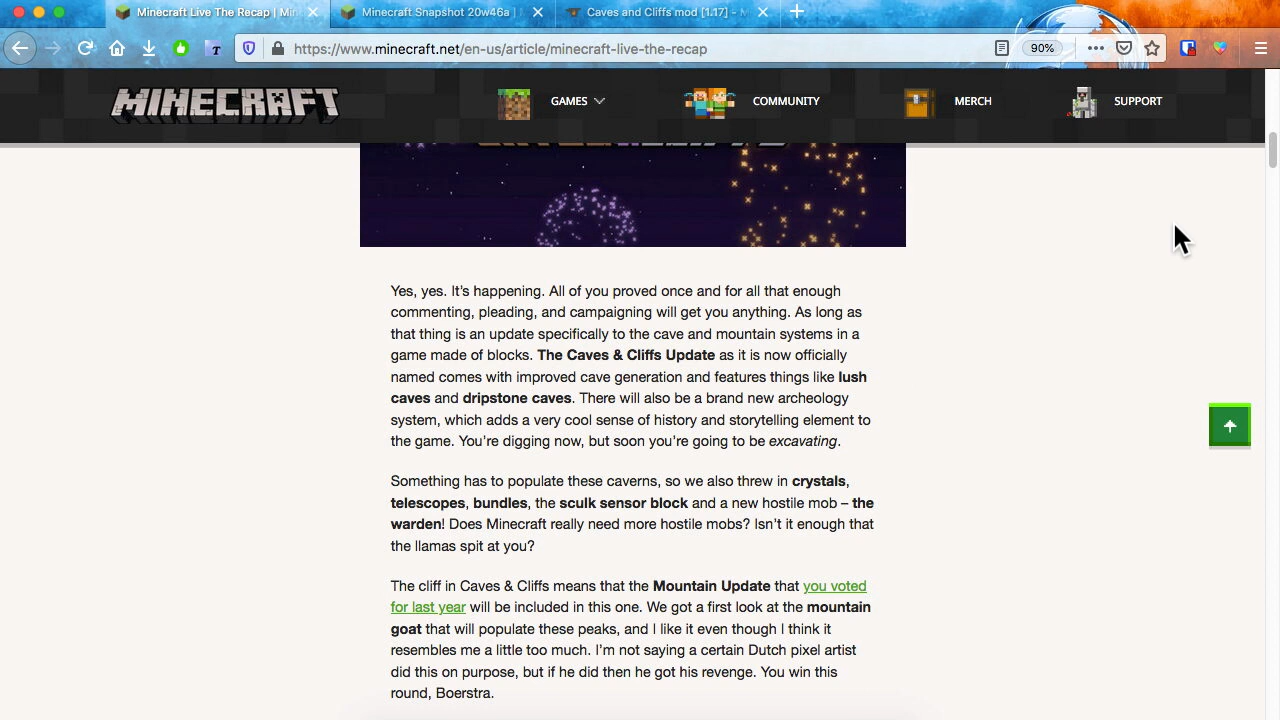 Minecraft Live The Recap | Min
Minecraft Snapshot 20w46a |
Caves and Cliffs mod [1.17] - M
https://www.minecraft.net/en-us/article/minecraft-live-the-recap
90%
MINECRAFT
GAMES
COMMUNITY
MERCH
SUPPORT
Yes, yes. It’s happening. All of you proved once and for all that enough
commenting, pleading, and campaigning will get you anything. As long as
that thing is an update specifically to the cave and mountain systems in a
game made of blocks. The Caves & Cliffs Update as it is now officially
named comes with improved cave generation and features things like lush
caves and dripstone caves. There will also be a brand new archeology
system, which adds a very cool sense of history and storytelling element to
the game. You’re digging now, but soon you’re going to be excavating.
Something has to populate these caverns, so we also threw in crystals,
telescopes, bundles, the sculk sensor block and a new hostile mob – the
warden! Does Minecraft really need more hostile mobs? Isn’t it enough that
the llamas spit at you?
The cliff in Caves & Cliffs means that the Mountain Update that you voted
for last year will be included in this one. We got a first look at the mountain
goat that will populate these peaks, and I like it even though I think it
resembles me a little too much. I’m not saying a certain Dutch pixel artist
did this on purpose, but if he did then he got his revenge. You win this
round, Boerstra.